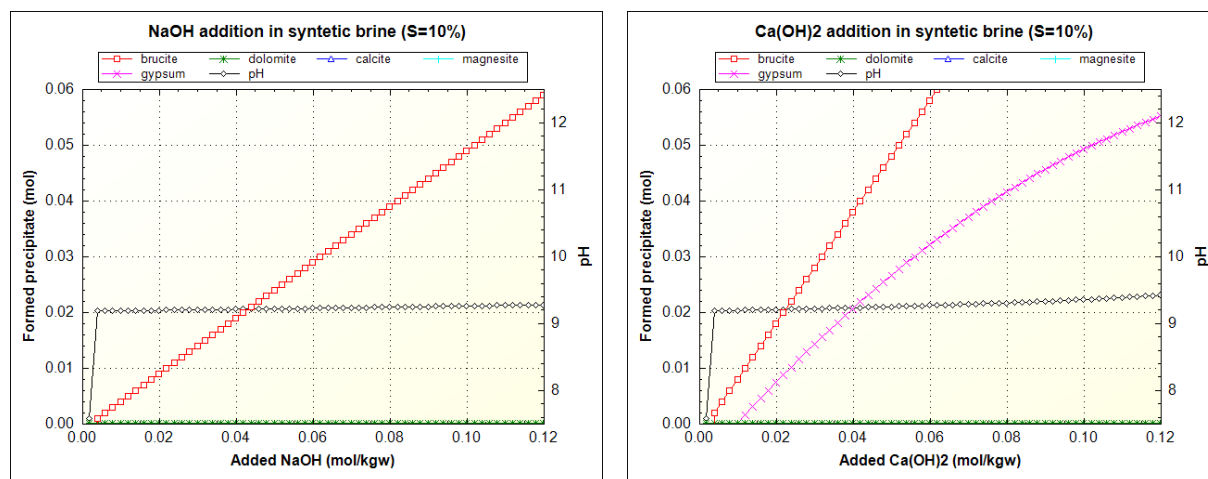 NaOH addition in syntetic brine (S=10%)
brucite dolomite calcite magnesite
gypsum pH
0.06
0.05
0.04
0.03
0.02
0.01
0.00
Formed precipitate (mol)
12
11
10
9
8
pH
0.00 0.02 0.04 0.06 0.08 0.10 0.12
Added NaOH (mol/kgw)
Ca(OH)2 addition in syntetic brine (S=10%)
brucite dolomite calcite magnesite
gypsum pH
0.06
0.05
0.04
0.03
0.02
0.01
0.00
Formed precipitate (mol)
12
11
10
9
8
pH
0.00 0.02 0.04 0.06 0.08 0.10 0.12
Added Ca(OH)2 (mol/kgw)